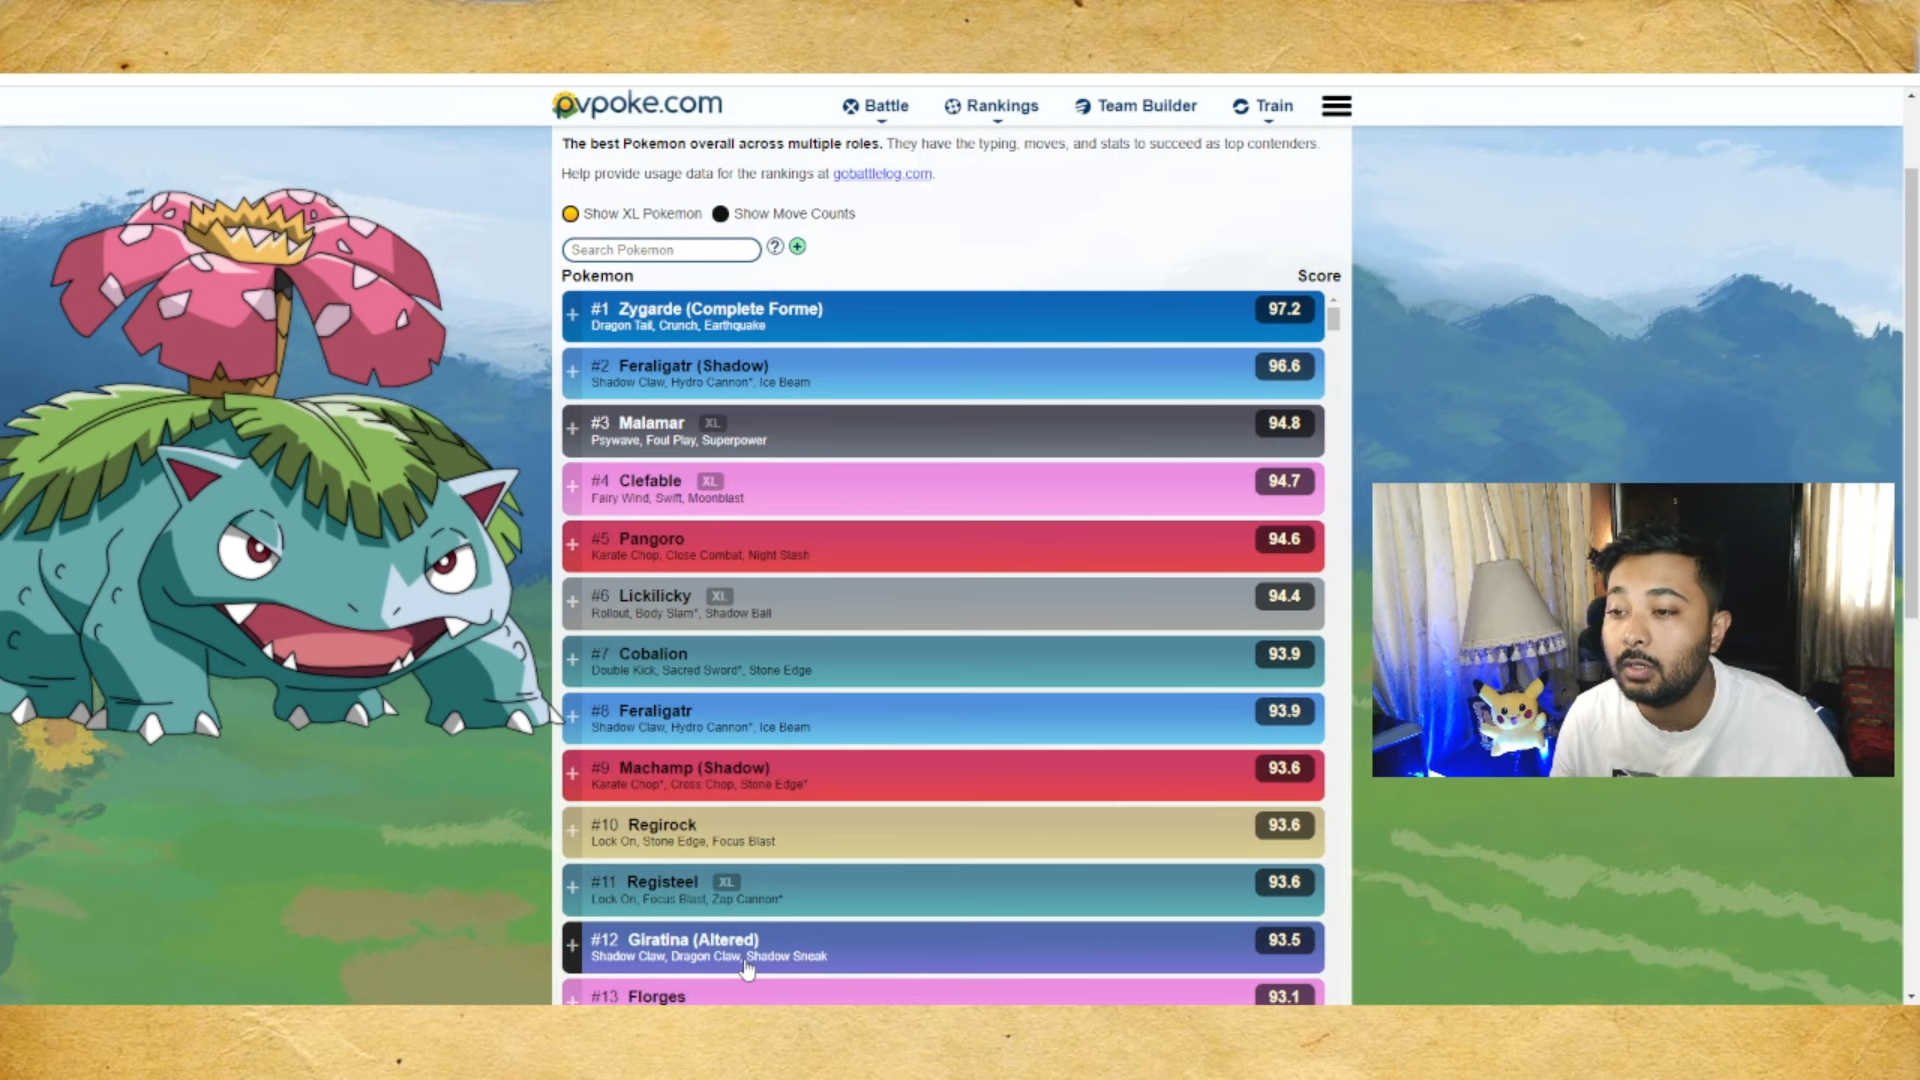 pvpoke.com
Battle Rankings Team Builder Train
The best Pokemon overall across multiple roles. They have the typing, moves, and stats to succeed as top contenders.
Help provide usage data for the rankings at gobattlelog.com.
Show XL Pokemon Show Move Counts
Search Pokemon ? +
Pokemon Score
+ #1 Zygarde (Complete Forme) 97.2
Dragon Tail, Crunch, Earthquake
+ #2 Feraligatr (Shadow) 96.6
Shadow Claw, Hydro Cannon*, Ice Beam
+ #3 Malamar XL 94.8
Psywave, Foul Play, Superpower
+ #4 Clefable XL 94.7
Fairy Wind, Swift, Moonblast
+ #5 Pangoro 94.6
Karate Chop, Close Combat, Night Slash
+ #6 Lickilicky XL 94.4
Rollout, Body Slam*, Shadow Ball
+ #7 Cobalion 93.9
Double Kick, Sacred Sword*, Stone Edge
+ #8 Feraligatr 93.9
Shadow Claw, Hydro Cannon*, Ice Beam
+ #9 Machamp (Shadow) 93.6
Karate Chop*, Cross Chop, Stone Edge*
+ #10 Regirock 93.6
Lock On, Stone Edge, Focus Blast
+ #11 Registeel XL 93.6
Lock On, Focus Blast, Zap Cannon*
+ #12 Giratina (Altered) 93.5
Shadow Claw, Dragon Claw, Shadow Sneak
+ #13 Florges 93.1